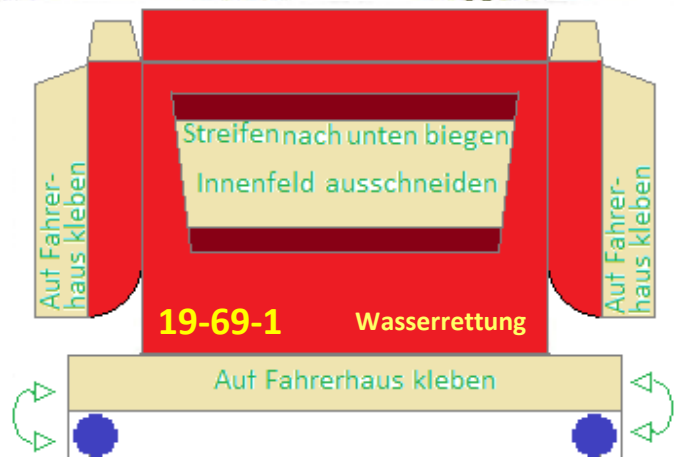 Streifen nach unten biegen
Innenfeld ausschneiden
Auf Fahrer-
haus kleben
Auf Fahrer-
haus kleben
19-69-1 Wasserrettung
Auf Fahrerhaus kleben